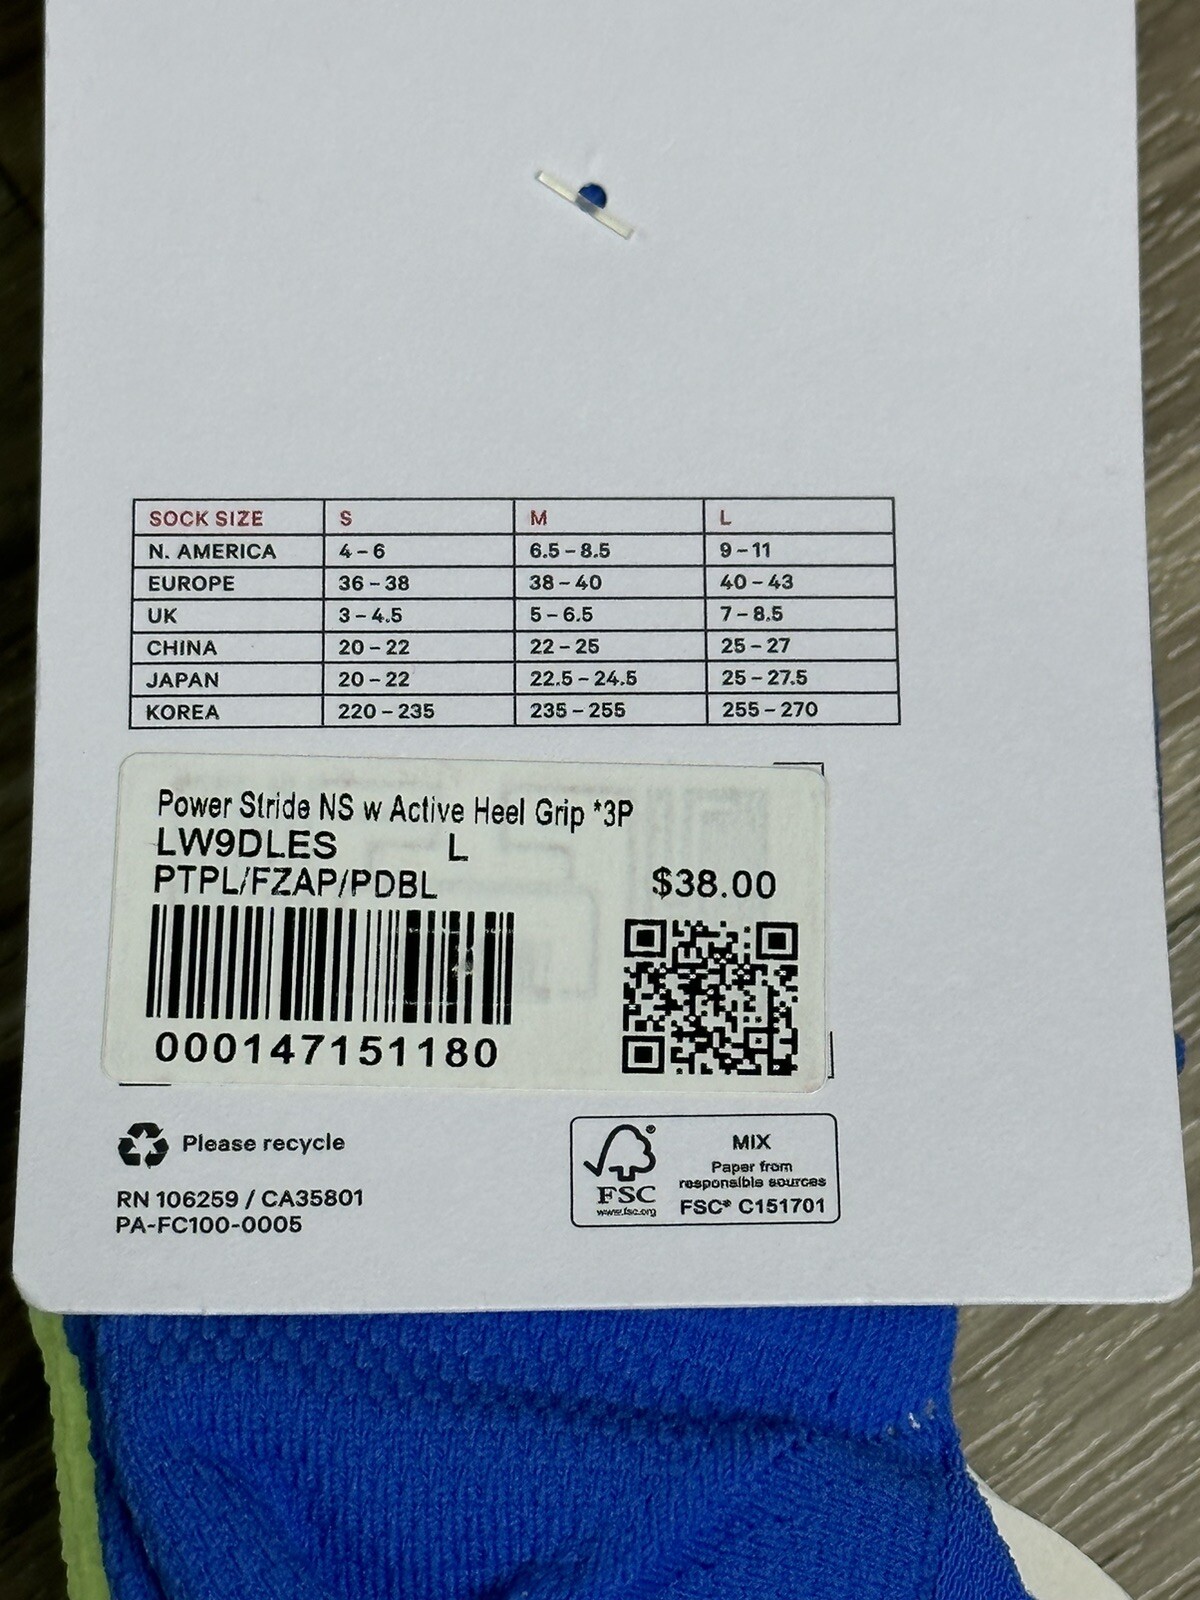 SOCK SIZE S M L
N. AMERICA 4 – 6 6.5 – 8.5 9 – 11
EUROPE 36 – 38 38 – 40 40 – 43
UK 3 – 4.5 5 – 6.5 7 – 8.5
CHINA 20 – 22 22 – 25 25 – 27
JAPAN 20 – 22 22.5 – 24.5 25 – 27.5
KOREA 220 – 235 235 – 255 255 – 270
Power Stride NS w Active Heel Grip *3P
LW9DLES L
PTPL/FZAP/PDBL $38.00
000147151180
Please recycle
RN 106259 / CA35801
PA-FC100-0005
FSC
www.fsc.org
MIX
Paper from
responsible sources
FSC® C151701